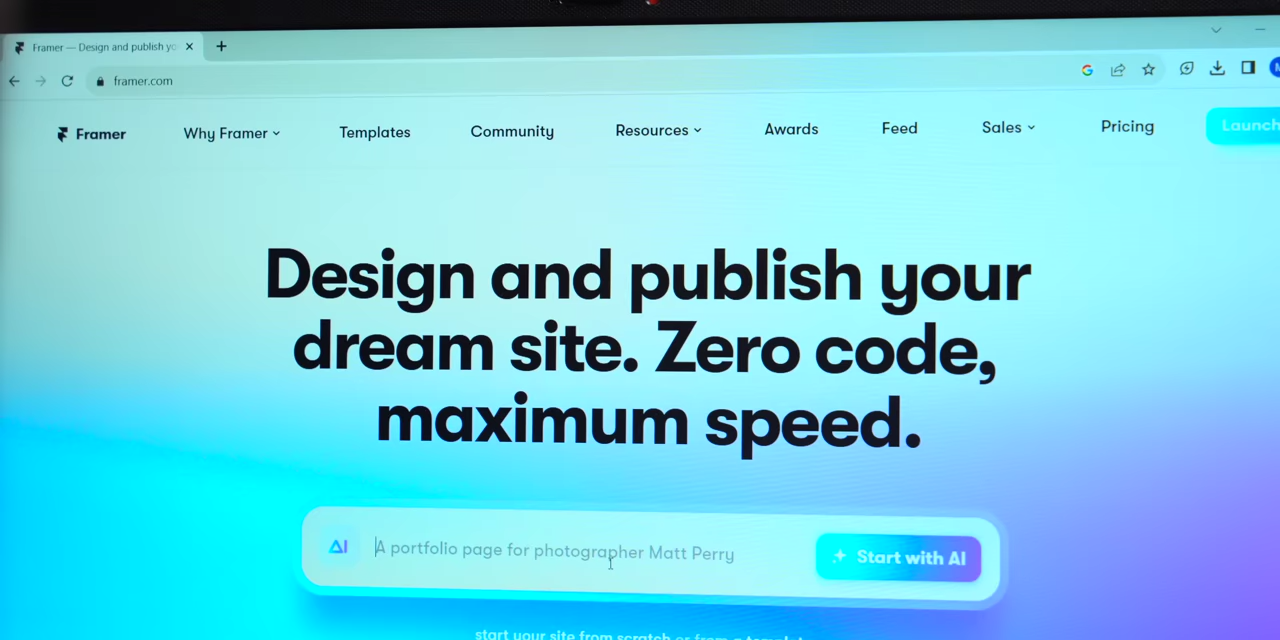 Framer — Design and publish yo
framer.com
Framer
Why Framer
Templates
Community
Resources
Awards
Feed
Sales
Pricing
Launch
Design and publish your
dream site. Zero code,
maximum speed.
AI
A portfolio page for photographer Matt Perry
Start with AI
start your site from scratch or from a templat